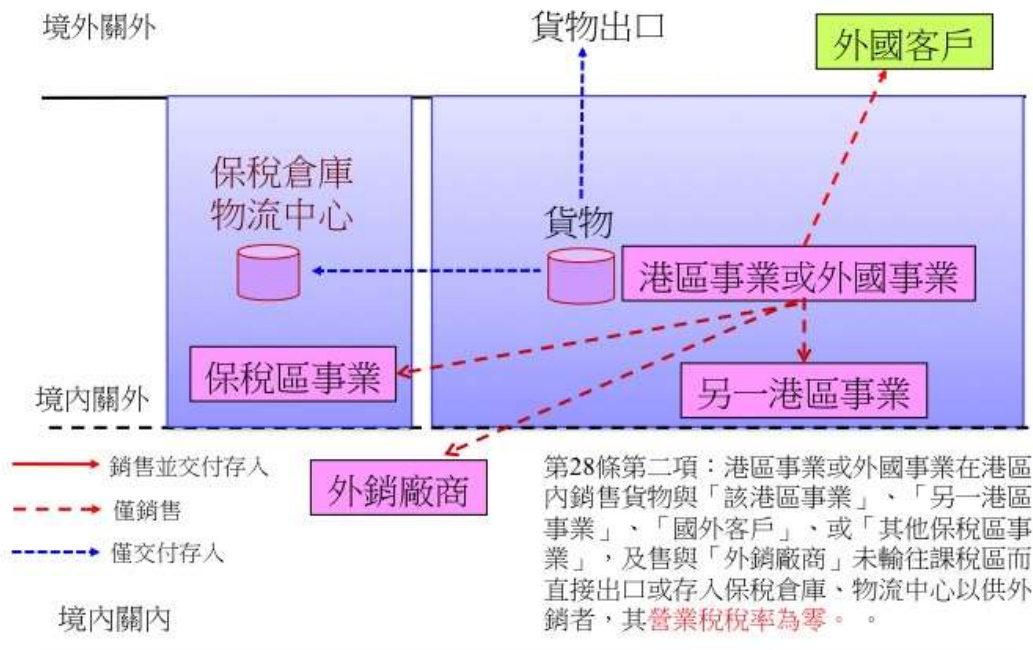 境外關外
貨物出口
外國客戶
保稅倉庫
物流中心
貨物
港區事業或外國事業
保稅區事業
另一港區事業
境內關外
外銷廠商
銷售並交付存入
僅銷售
僅交付存入
境內關內
第28條第二項：港區事業或外國事業在港區
內銷售貨物與「該港區事業」、「另一港區
事業」、「國外客戶」、或「其他保稅區事
業」，及售與「外銷廠商」未輸往課稅區而
直接出口或存入保稅倉庫、物流中心以供外
銷者，其營業稅稅率為零。 。